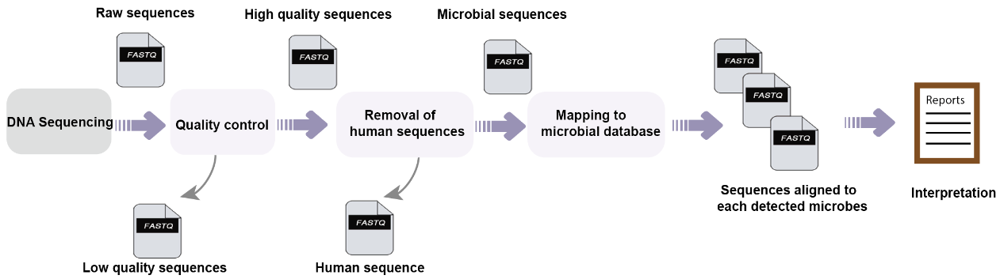 Raw sequences
High quality sequences
Microbial sequences
FASTQ
FASTQ
FASTQ
FASTQ
FASTQ
FASTQ
DNA Sequencing
Quality control
Removal of
human sequences
Mapping to
microbial database
Reports
Sequences aligned to
each detected microbes
Interpretation
FASTQ
FASTQ
Low quality sequences
Human sequence